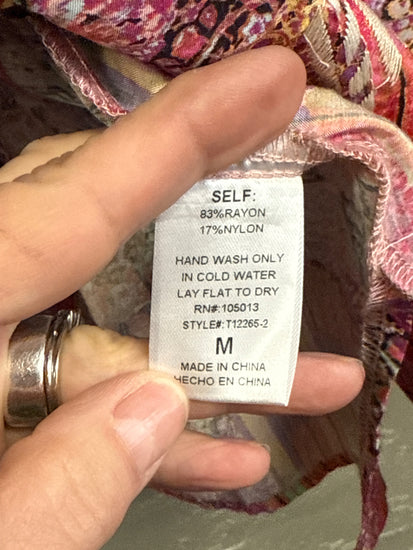 SELF:
83%RAYON
17%NYLON
HAND WASH ONLY
IN COLD WATER
LAY FLAT TO DRY
RN#:105013
STYLE#:T12265-2
M
MADE IN CHINA
HECHO EN CHINA